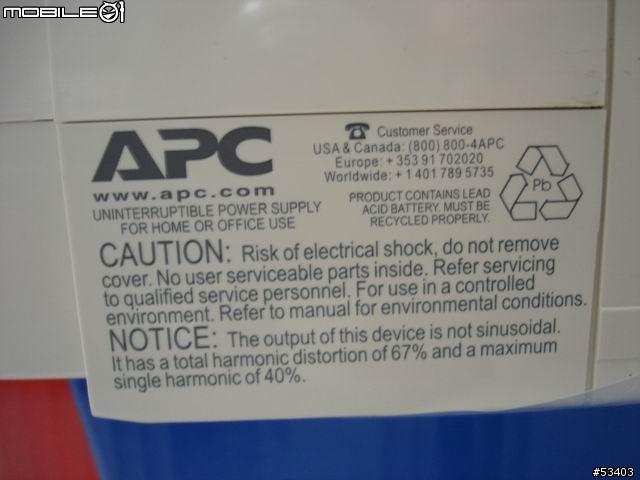 MOBILE01
APC
www.apc.com
UNINTERRUPTIBLE POWER SUPPLY
FOR HOME OR OFFICE USE
Customer Service
USA & Canada: (800) 800-4APC
Europe: + 353 91 702020
Worldwide: + 1 401 789 5735
PRODUCT CONTAINS LEAD
ACID BATTERY. MUST BE
RECYCLED PROPERLY.
Pb
CAUTION: Risk of electrical shock, do not remove
cover. No user serviceable parts inside. Refer servicing
to qualified service personnel. For use in a controlled
environment. Refer to manual for environmental conditions.
NOTICE: The output of this device is not sinusoidal.
It has a total harmonic distortion of 67% and a maximum
single harmonic of 40%.
#53403